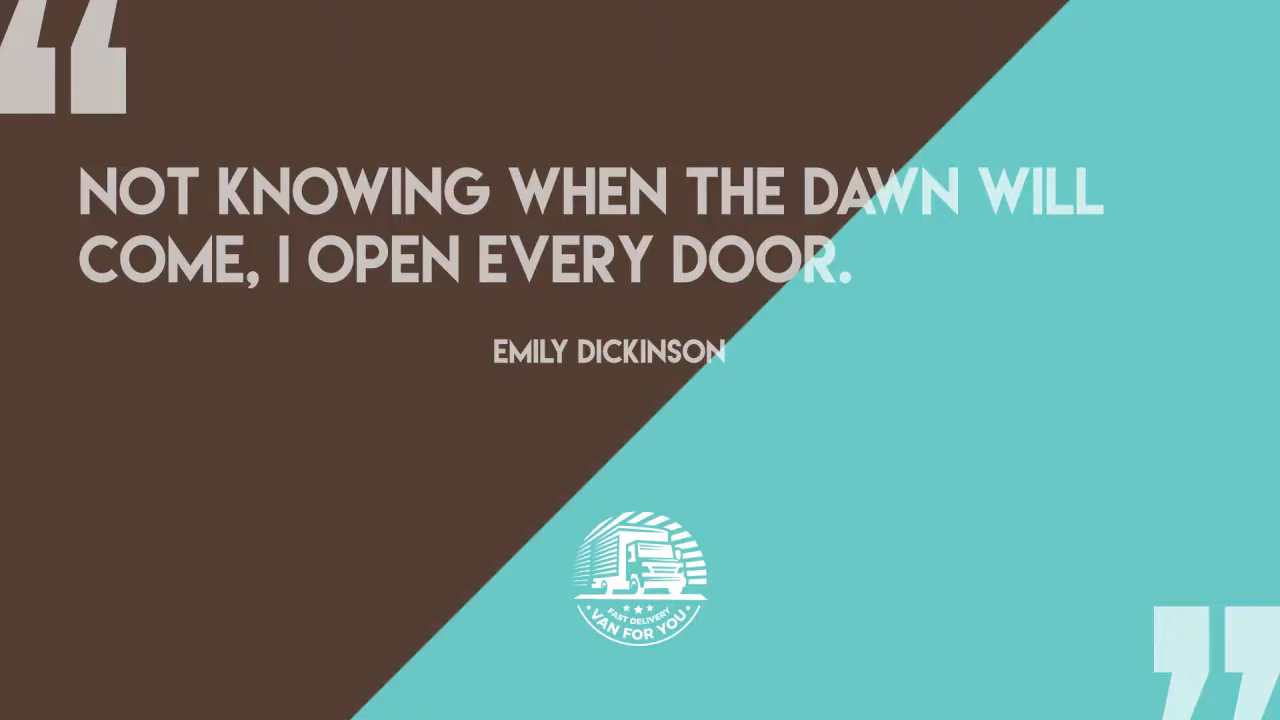 “
NOT KNOWING WHEN THE DAWN WILL
COME, I OPEN EVERY DOOR.
EMILY DICKINSON
FAST DELIVERY
VAN FOR YOU
”